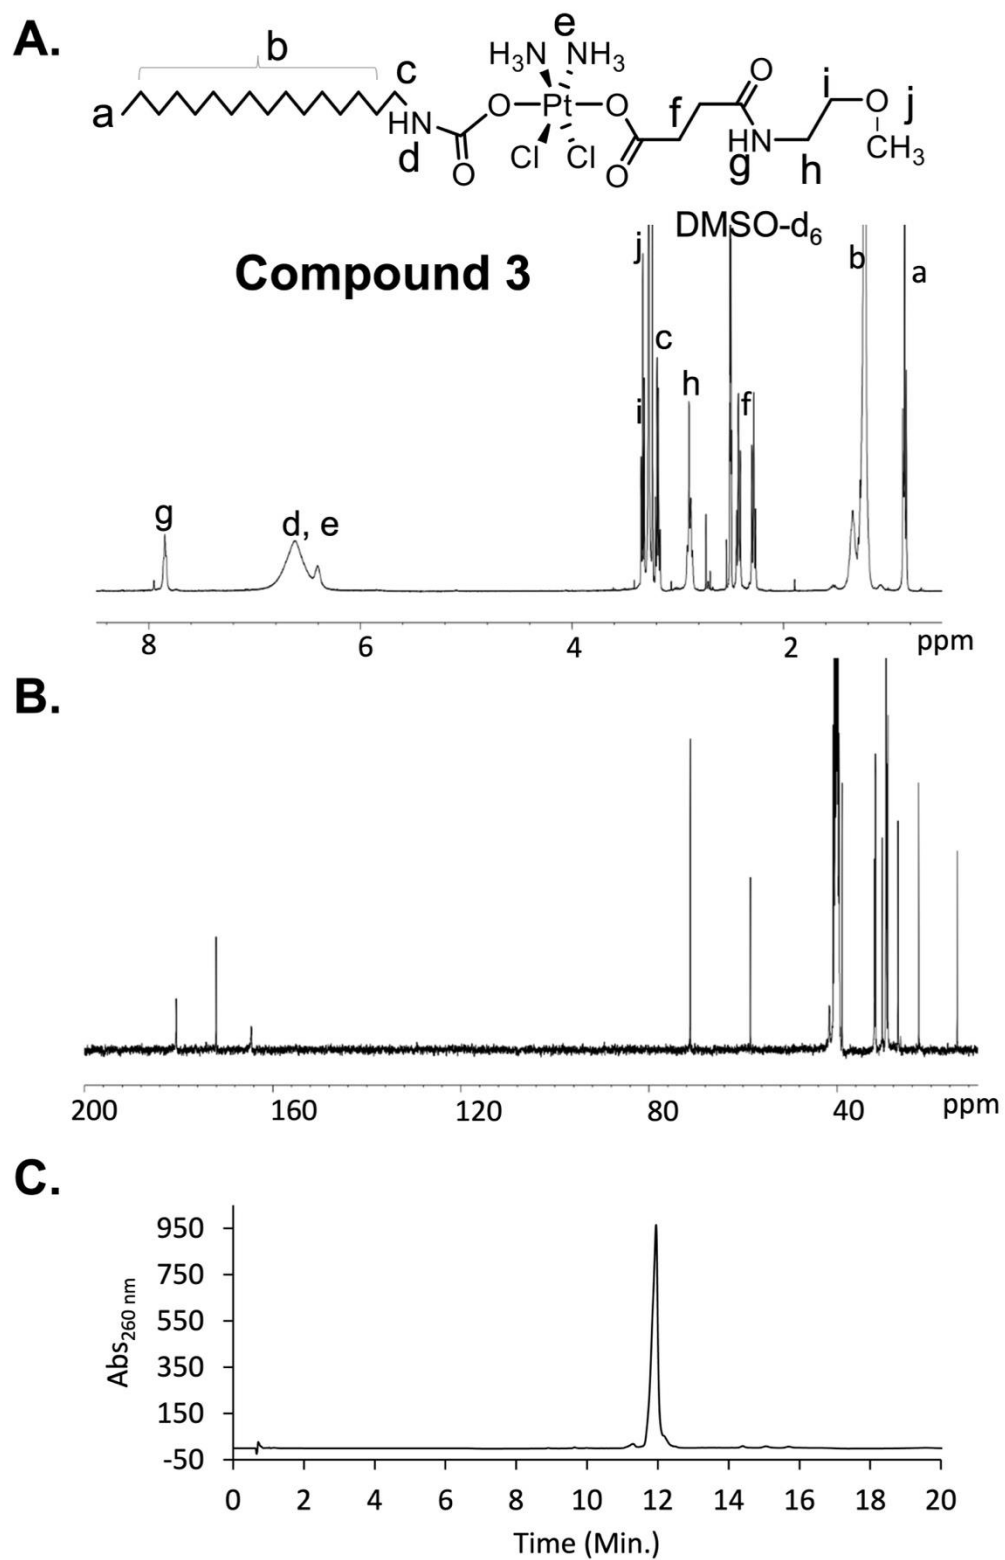 A.
e
b
H₃N NH₃
c
a
O Pt O
f
O
i
O
j
HN
d
O
Cl Cl
O
HN
g
h
CH₃
DMSO-d₆
Compound 3
j
b
a
c
h
i
f
g
d, e
8 6 4 2 ppm
B.
200 160 120 80 40 ppm
C.
950
750
550
350
150
-50
Abs₂₆₀ ₙₘ
0 2 4 6 8 10 12 14 16 18 20
Time (Min.)